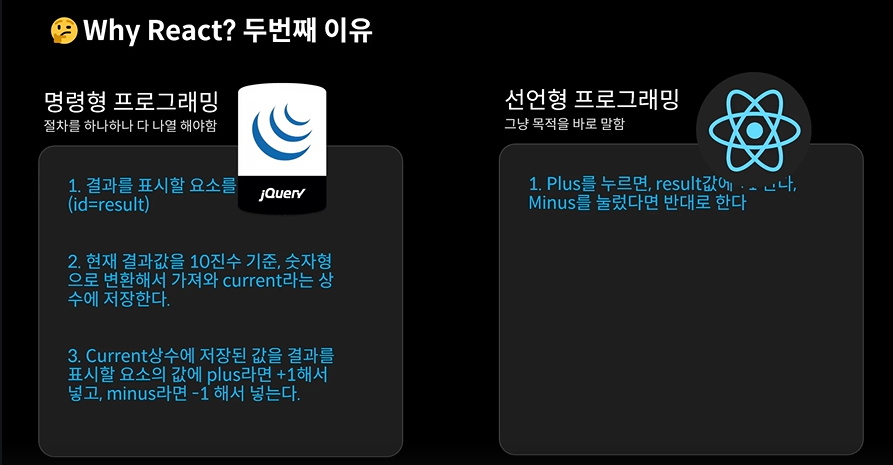 Why React? 두번째 이유
명령형 프로그래밍
절차를 하나하나 다 나열 해야함
jQuery
1. 결과를 표시할 요소를
(id=result)
2. 현재 결과값을 10진수 기준, 숫자형
으로 변환해서 가져와 current라는 상
수에 저장한다.
3. Current상수에 저장된 값을 결과를
표시할 요소의 값에 plus라면 +1해서
넣고, minus라면 -1 해서 넣는다.
선언형 프로그래밍
그냥 목적을 바로 말함
1. Plus를 누르면, result값에
Minus를 눌렀다면 반대로 한다